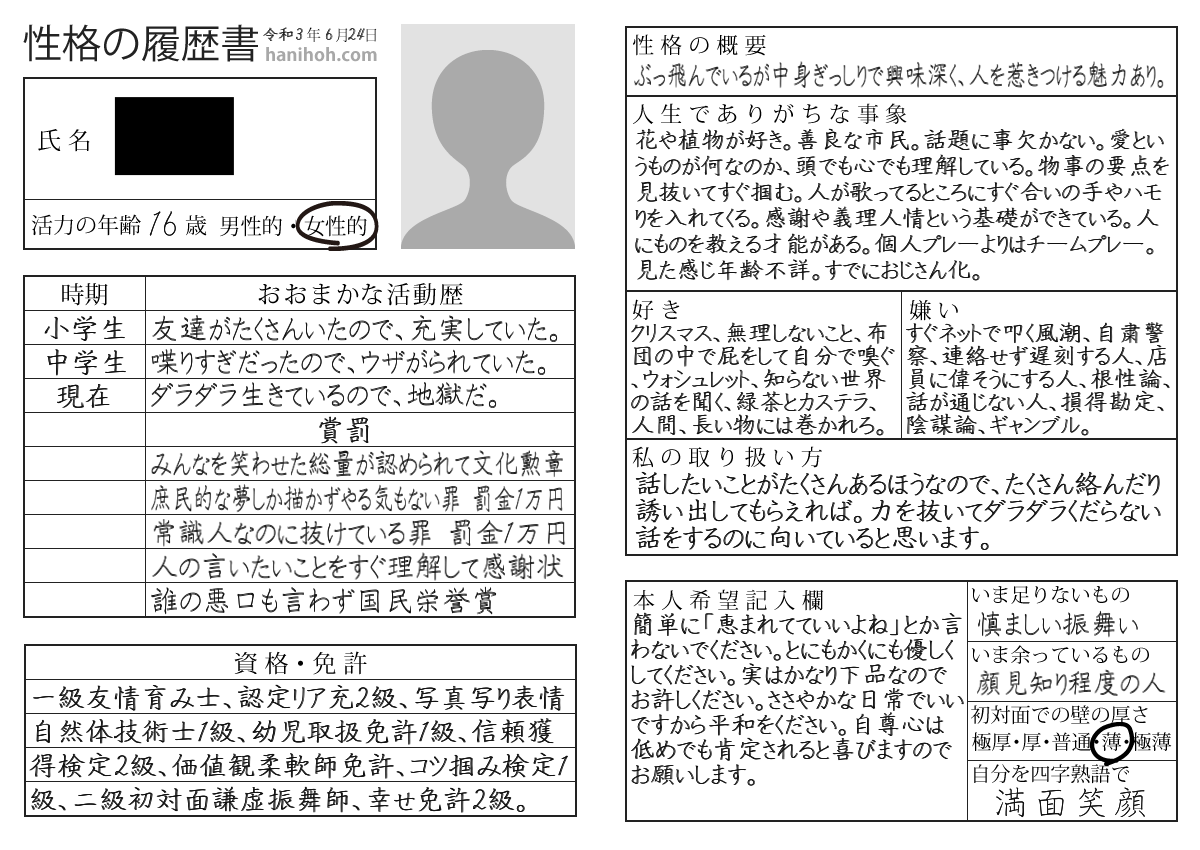 性格の履歴書 令和3年6月24日
hanihoh.com
氏名
活力の年齢 16 歳 男性的・女性的
時期 おおまかな活動歴
小学生 友達がたくさんいたので、充実していた。
中学生 喋りすぎだったので、ウザがられていた。
現在 ダラダラ生きているので、地獄だ。
賞罰
みんなを笑わせた総量が認められて文化勲章
庶民的な夢しか描かずやる気もない罪 罰金1万円
常識人なのに抜けている罪 罰金1万円
人の言いたいことをすぐ理解して感謝状
誰の悪口も言わず国民栄誉賞
資格・免許
一級友情育み士、認定リア充2級、写真写り表情
自然体技術士1級、幼児取扱免許1級、信頼獲
得検定2級、価値観柔軟師免許、コツ掴み検定1
級、二級初対面謙虚振舞師、幸せ免許2級。
性格の概要
ぶっ飛んでいるが中身ぎっしりで興味深く、人を惹きつける魅力あり。
人生でありがちな事象
花や植物が好き。善良な市民。話題に事欠かない。愛とい
うものが何なのか、頭でも心でも理解している。物事の要点を
見抜いてすぐ掴む。人が歌ってるところにすぐ合いの手やハモ
りを入れてくる。感謝や義理人情という基礎ができている。人
にものを教える才能がある。個人プレーよりはチームプレー。
見た感じ年齢不詳。すでにおじさん化。
好き
クリスマス、無理しないこと、布
団の中で屁をして自分で嗅ぐ
、ウォシュレット、知らない世界
の話を聞く、緑茶とカステラ、
人間、長い物には巻かれろ。
嫌い
すぐネットで叩く風潮、自粛警
察、連絡せず遅刻する人、店
員に偉そうにする人、根性論、
話が通じない人、損得勘定、
陰謀論、ギャンブル。
私の取り扱い方
話したいことがたくさんあるほうなので、たくさん絡んだり
誘い出してもらえれば。力を抜いてダラダラくだらない
話をするのに向いていると思います。
本人希望記入欄
簡単に「恵まれてていいよね」とか言
わないでください。とにもかくにも優しく
してください。実はかなり下品なので
お許しください。ささやかな日常でいい
ですから平和をください。自尊心は
低めでも肯定されると喜びますので
お願いします。
いま足りないもの
慎ましい振舞い
いま余っているもの
顔見知り程度の人
初対面での壁の厚さ
極厚・厚・普通・薄・極薄
自分を四字熟語で
満面笑顔